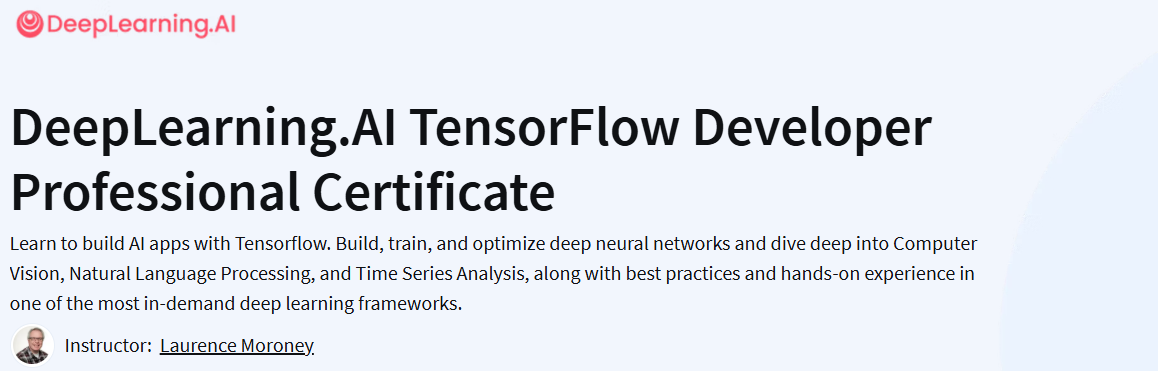 DeepLearning.AI
DeepLearning.AI TensorFlow Developer
Professional Certificate
Learn to build AI apps with Tensorflow. Build, train, and optimize deep neural networks and dive deep into Computer
Vision, Natural Language Processing, and Time Series Analysis, along with best practices and hands-on experience in
one of the most in-demand deep learning frameworks.
Instructor: Laurence Moroney